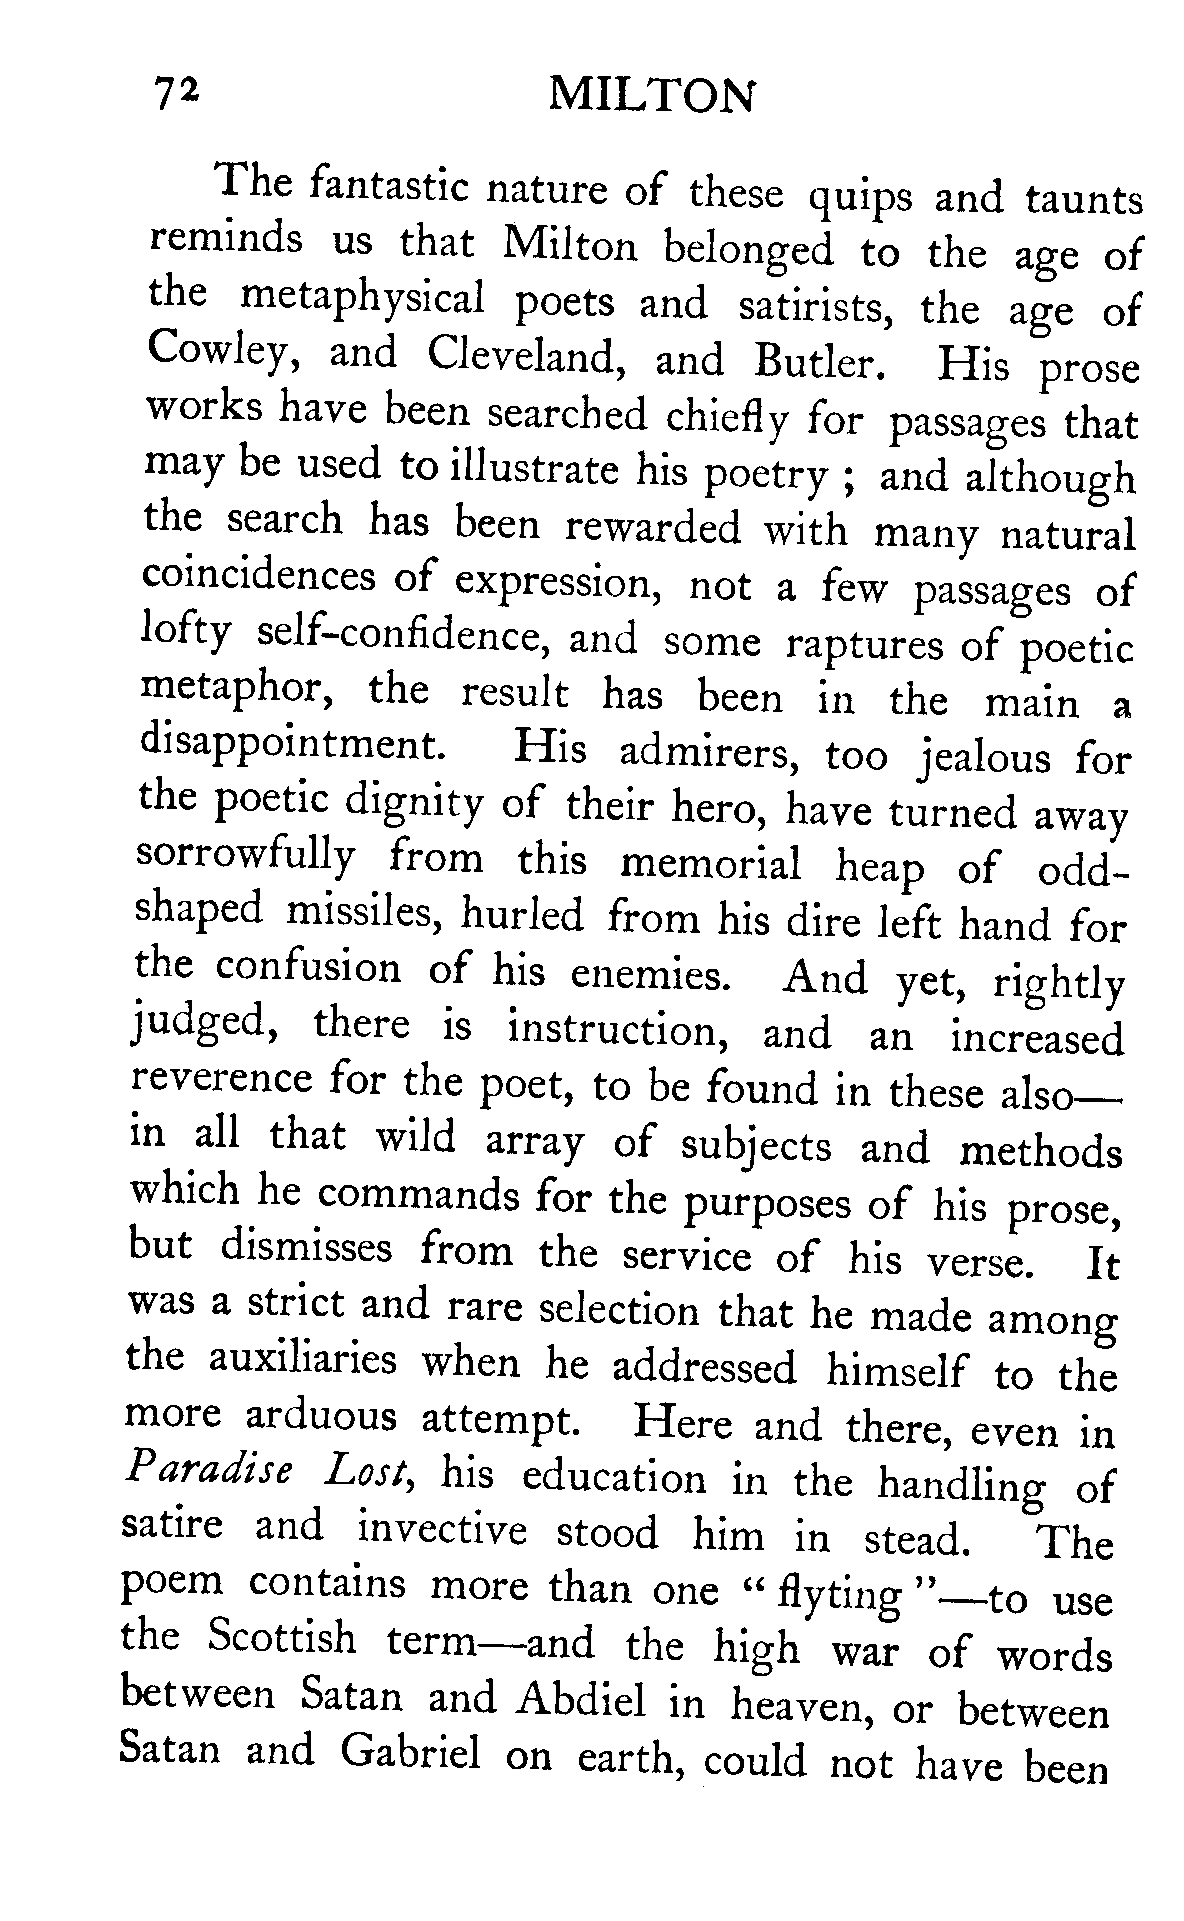 72 MILTON
The fantastic nature of these quips and taunts
reminds us that Milton belonged to the age of
the metaphysical poets and satirists, the age of
Cowley, and Cleveland, and Butler. His prose
works have been searched chiefly for passages that
may be used to illustrate his poetry ; and although
the search has been rewarded with many natural
coincidences of expression, not a few passages of
lofty self-confidence, and some raptures of poetic
metaphor, the result has been in the main a
disappointment. His admirers, too jealous for
the poetic dignity of their hero, have turned away
sorrowfully from this memorial heap of odd-
shaped missiles, hurled from his dire left hand for
the confusion of his enemies. And yet, rightly
judged, there is instruction, and an increased
reverence for the poet, to be found in these also—
in all that wild array of subjects and methods
which he commands for the purposes of his prose,
but dismisses from the service of his verse. It
was a strict and rare selection that he made among
the auxiliaries when he addressed himself to the
more arduous attempt. Here and there, even in
Paradise Lost, his education in the handling of
satire and invective stood him in stead. The
poem contains more than one “ flyting ”—to use
the Scottish term—and the high war of words
between Satan and Abdiel in heaven, or between
Satan and Gabriel on earth, could not have been